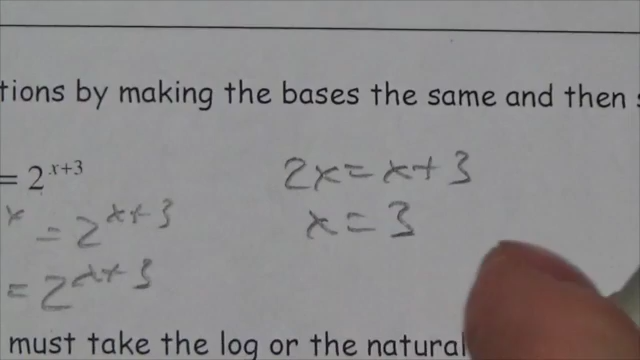 tions by making the bases the same and then s
= 2^{x+3}
2x = x + 3
x = 2^{x+3}
x = 3
= 2^{x+3}
must take the log or the natural